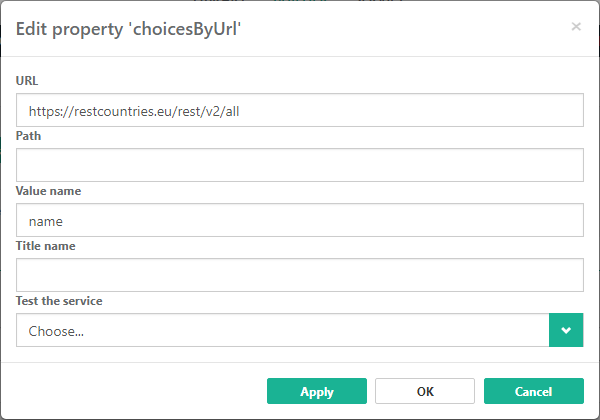 Edit property 'choicesByUrl'
×
URL
https://restcountries.eu/rest/v2/all
Path
Value name
name
Title name
Test the service
Choose...
Apply OK Cancel